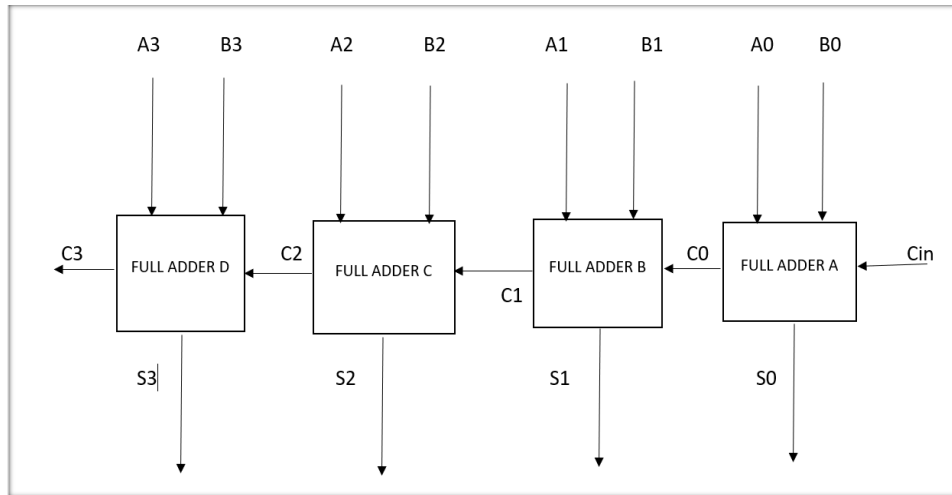 A3 B3 A2 B2 A1 B1 A0 B0
C3 FULL ADDER D C2 FULL ADDER C C1 FULL ADDER B C0 FULL ADDER A Cin
S3 S2 S1 S0